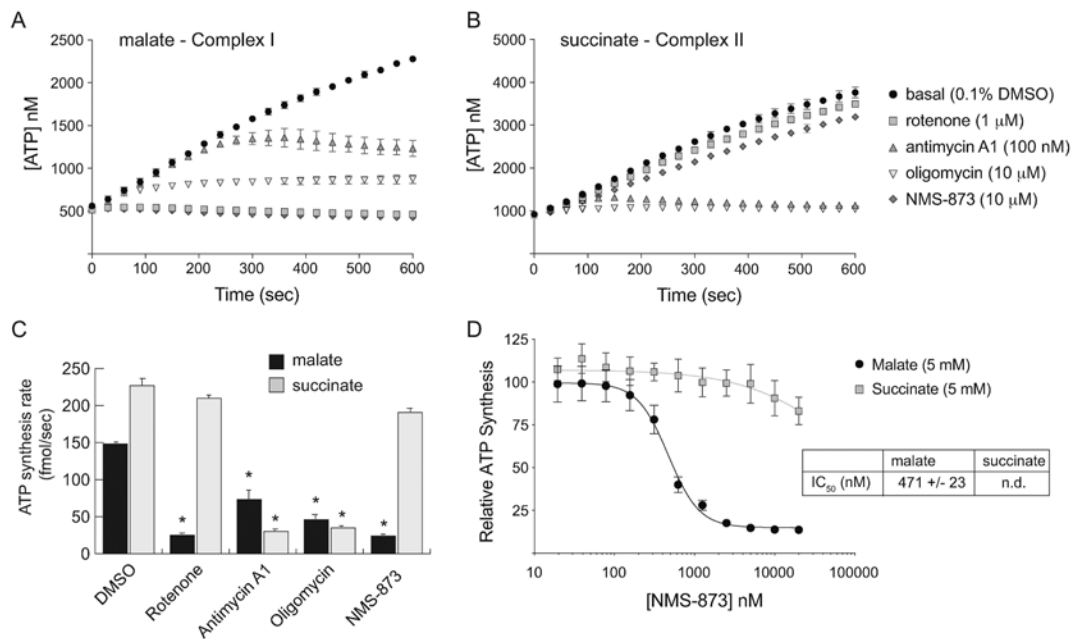 A
malate - Complex I
[ATP] nM
2500
2000
1500
1000
500
0 100 200 300 400 500 600
Time (sec)
B
succinate - Complex II
[ATP] nM
5000
4000
3000
2000
1000
0 100 200 300 400 500 600
Time (sec)
basal (0.1% DMSO)
rotenone (1 μM)
antimycin A1 (100 nM)
oligomycin (10 μM)
NMS-873 (10 μM)
C
malate
succinate
ATP synthesis rate
(fmol/sec)
250
200
150
100
50
0
* * * * * *
DMSO
Rotenone
Antimycin A1
Oligomycin
NMS-873
D
Relative ATP Synthesis
125
100
75
50
25
Malate (5 mM)
Succinate (5 mM)
malate succinate
IC50 (nM) 471 +/- 23 n.d.
10 100 1000 10000 100000
[NMS-873] nM